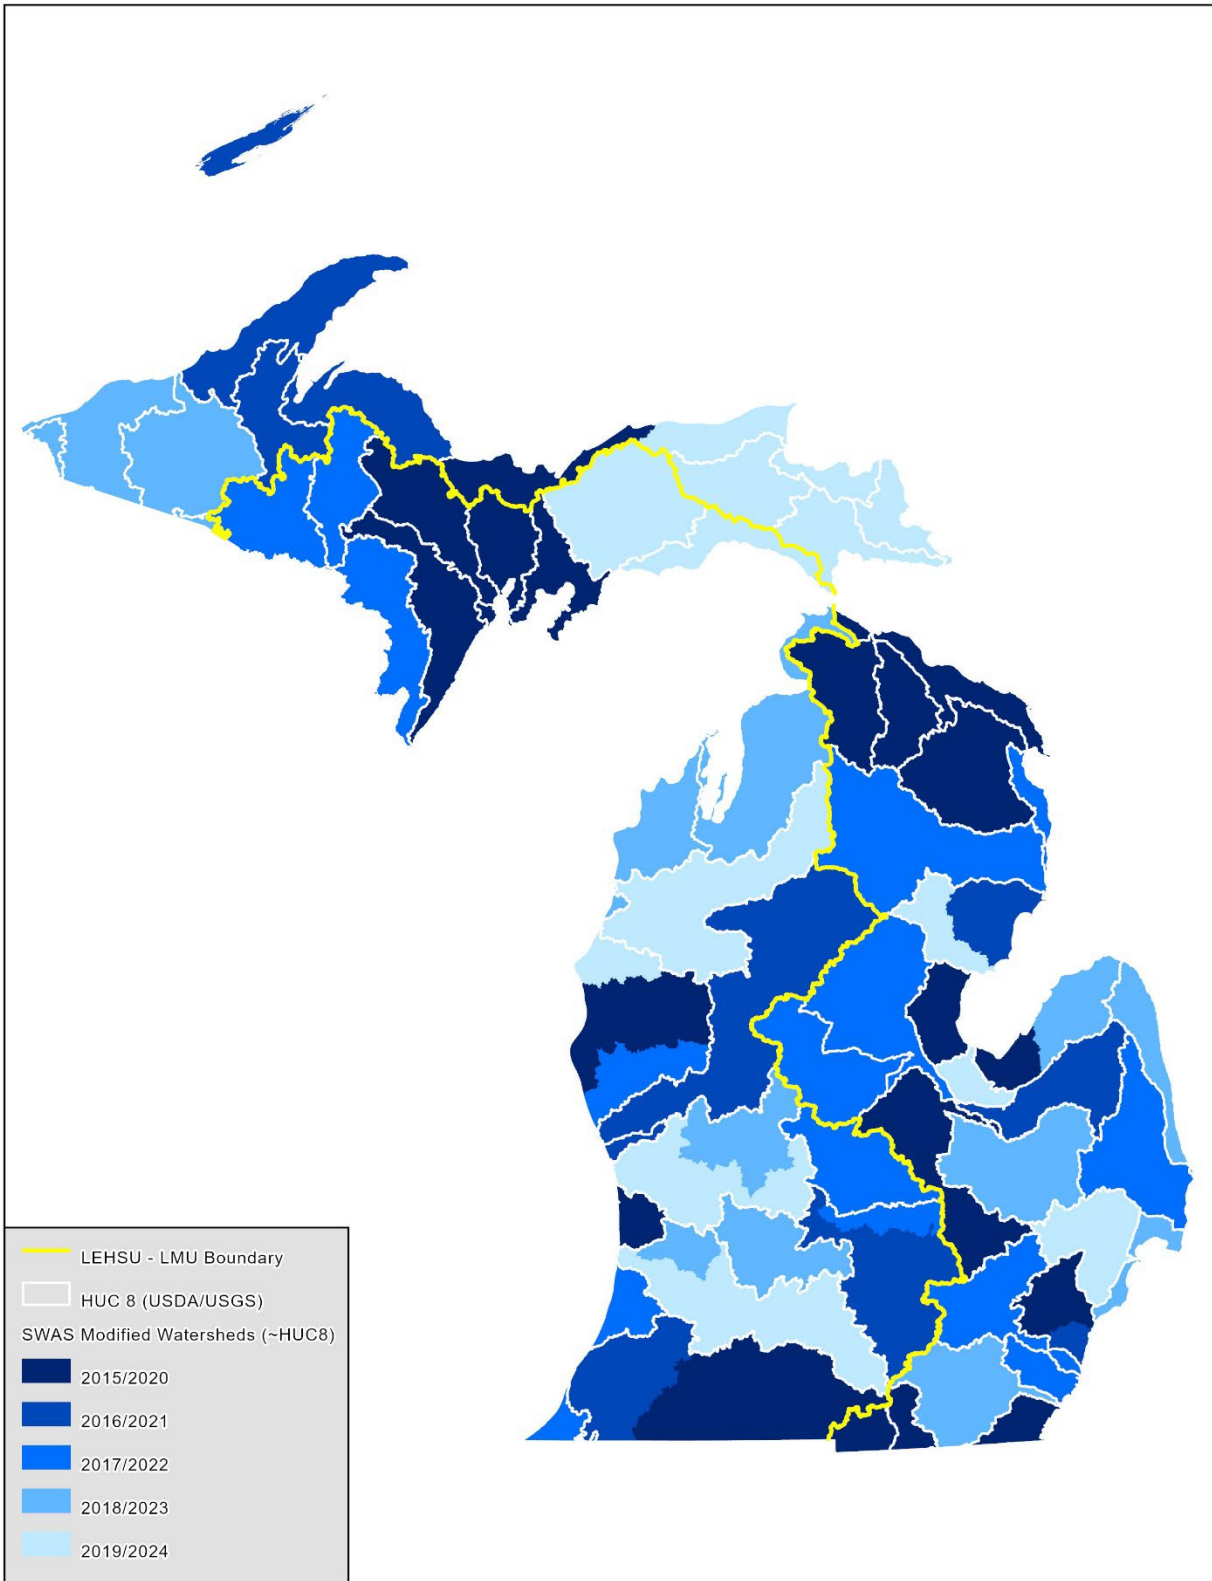 LEHSU - LMU Boundary
HUC 8 (USDA/USGS)
SWAS Modified Watersheds (~HUC8)
2015/2020
2016/2021
2017/2022
2018/2023
2019/2024